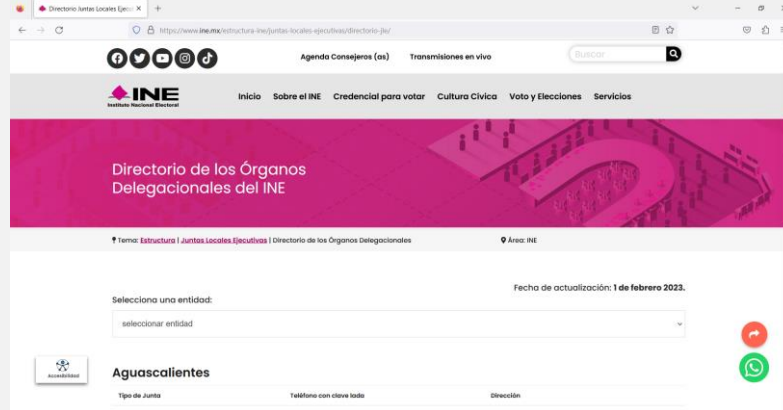 Directorio Juntas Locales Ejecu
https://www.ine.mx/estructura-ine/juntas-locales-ejecutivas/directorio-jle/
Agenda Consejeros (as) Transmisiones en vivo Buscar
INE
Instituto Nacional Electoral
Inicio Sobre el INE Credencial para votar Cultura Cívica Voto y Elecciones Servicios
Directorio de los Órganos
Delegacionales del INE
Tema: Estructura | Juntas Locales Ejecutivas | Directorio de los Órganos Delegacionales Área: INE
Fecha de actualización: 1 de febrero 2023.
Selecciona una entidad:
seleccionar entidad
Accesibilidad
Aguascalientes
Tipo de Junta Teléfono con clave lada Dirección